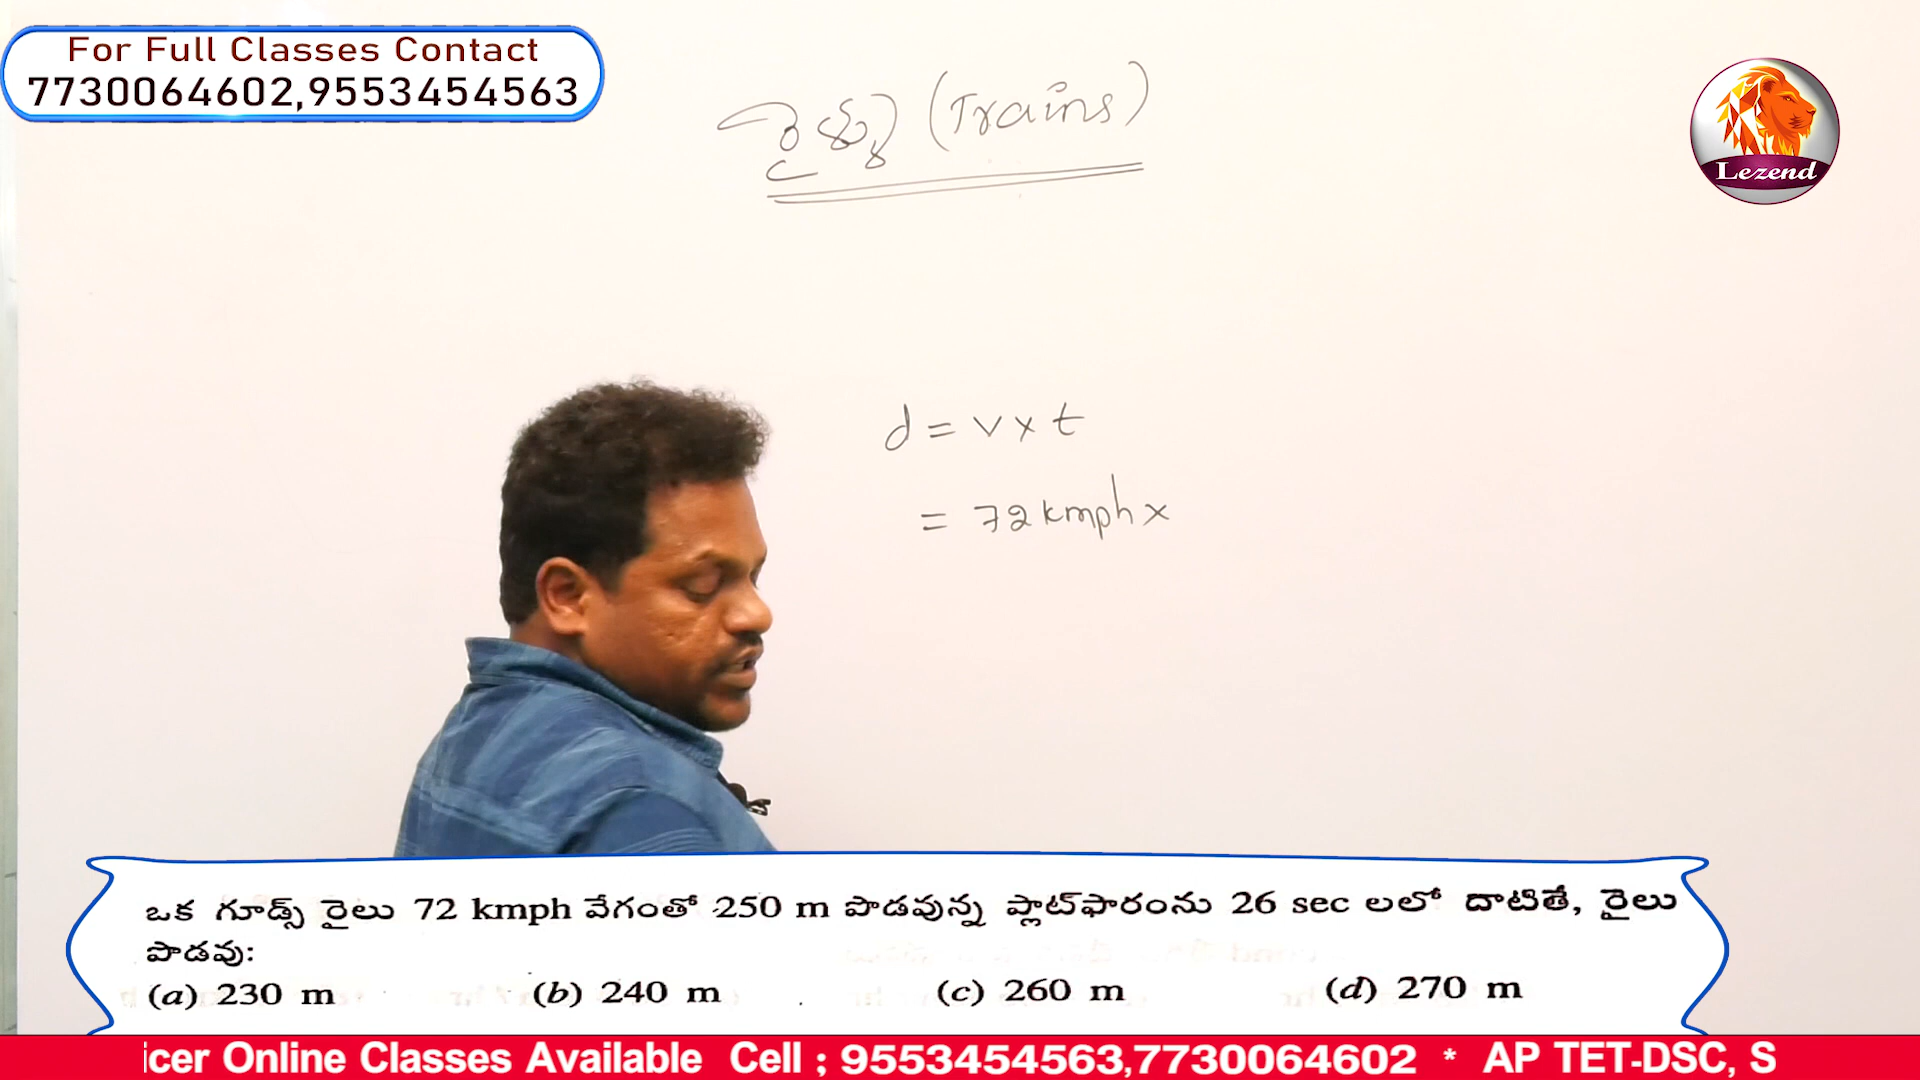 For Full Classes Contact
7730064602,9553454563
రైళ్ళు (Trains)
Lezend
d = v x t
= 72 kmph x
ఒక గూడ్స్ రైలు 72 kmph వేగంతో 250 m పొడవున్న ప్లాట్‌ఫారంను 26 sec లలో దాటితే, రైలు
పొడవు:
(a) 230 m (b) 240 m (c) 260 m (d) 270 m
icer Online Classes Available Cell ; 9553454563,7730064602 * AP TET-DSC, S